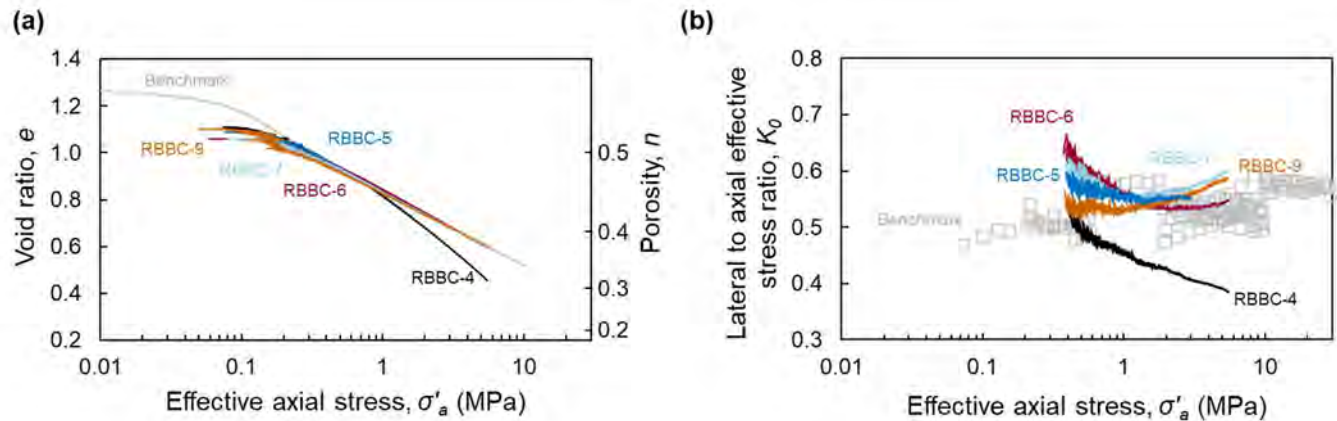 (a)
1.4
1.2
1.0
0.8
0.6
0.4
0.2
Void ratio, e
Benchmark
RBBC-5
RBBC-9
RBBC-7
RBBC-6
RBBC-4
0.5
0.4
0.3
0.2
Porosity, n
0.01
0.1
1
10
Effective axial stress, σ'a (MPa)
(b)
0.8
0.7
0.6
0.5
0.4
0.3
Lateral to axial effective
stress ratio, K0
RBBC-6
RBBC-5
RBBC-9
Benchmark
RBBC-4
0.01
0.1
1
10
Effective axial stress, σ'a (MPa)